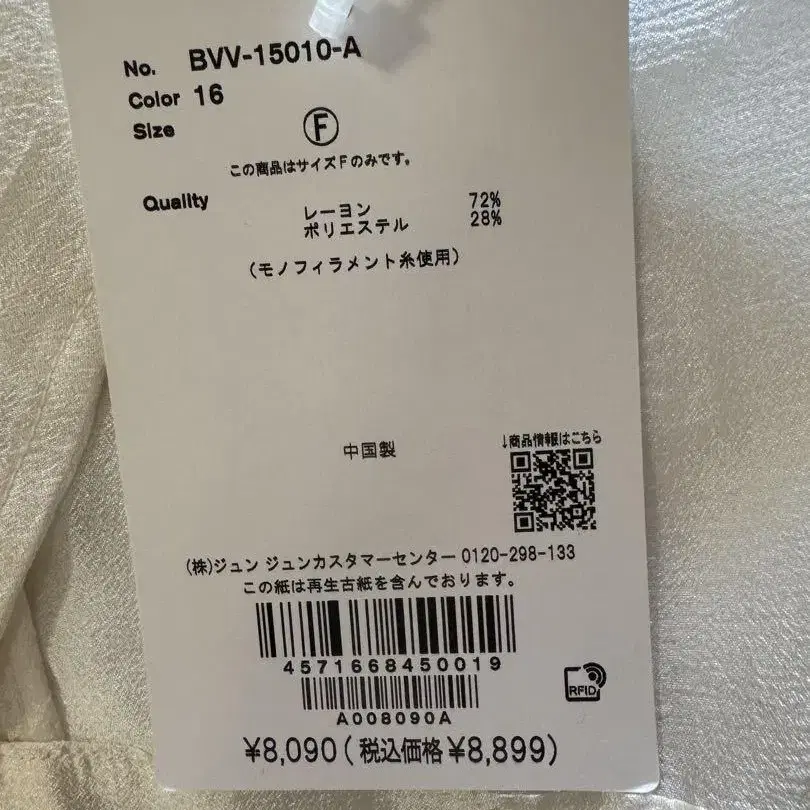 No. BVV-15010-A
Color 16
Size Ⓕ
この商品はサイズFのみです。
Quality
レーヨン 72%
ポリエステル 28%
(モノフィラメント糸使用)
↓商品情報はこちら
中国製
(株)ジュン ジュンカスタマーセンター 0120-298-133
この紙は再生古紙を含んでおります。
4571668450019
RFID
A008090A
¥8,090(税込価格¥8,899)